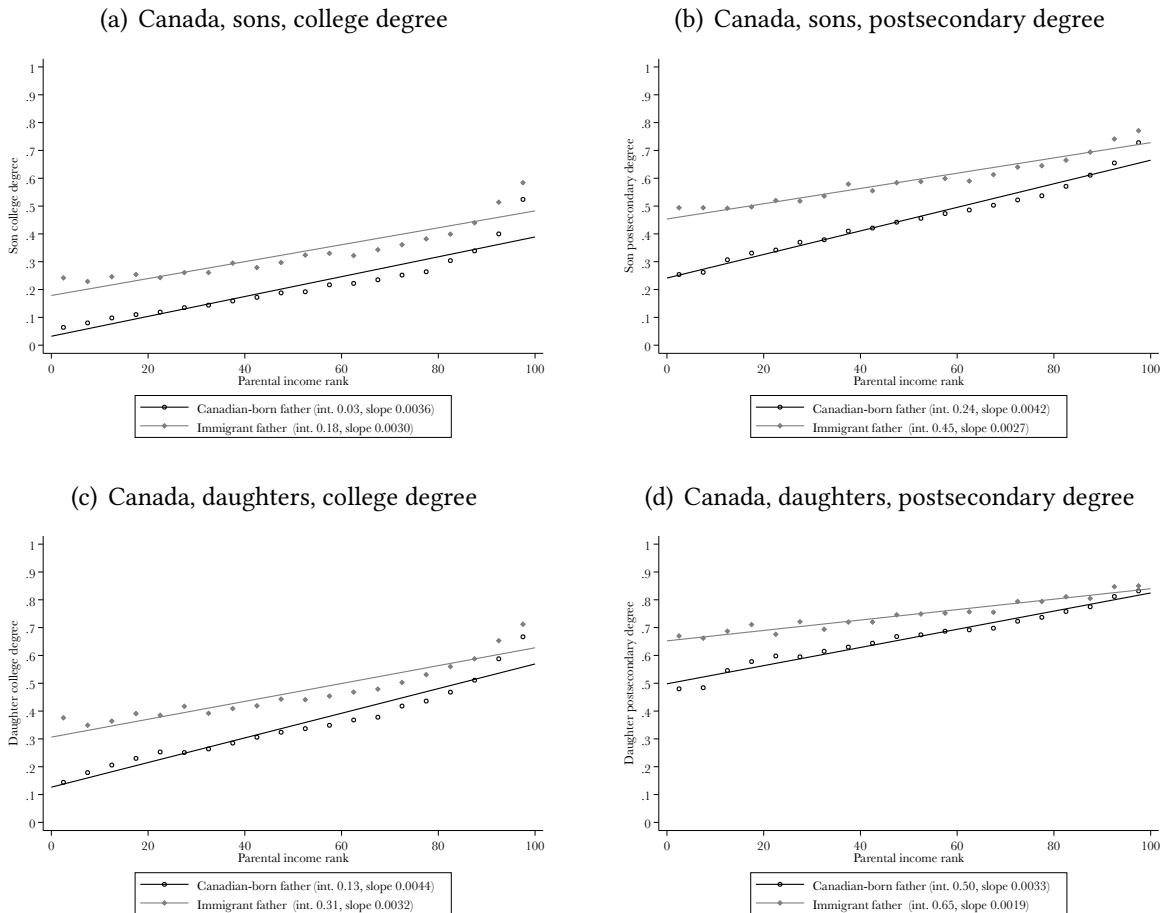 (a) Canada, sons, college degree
1
.9
.8
.7
.6
.5
.4
.3
.2
.1
0
Son college degree
0 20 40 60 80 100
Parental income rank
Canadian-born father (int. 0.03, slope 0.0036)
Immigrant father (int. 0.18, slope 0.0030)
(b) Canada, sons, postsecondary degree
1
.9
.8
.7
.6
.5
.4
.3
.2
.1
0
Son postsecondary degree
0 20 40 60 80 100
Parental income rank
Canadian-born father (int. 0.24, slope 0.0042)
Immigrant father (int. 0.45, slope 0.0027)
(c) Canada, daughters, college degree
1
.9
.8
.7
.6
.5
.4
.3
.2
.1
0
Daughter college degree
0 20 40 60 80 100
Parental income rank
Canadian-born father (int. 0.13, slope 0.0044)
Immigrant father (int. 0.31, slope 0.0032)
(d) Canada, daughters, postsecondary degree
1
.9
.8
.7
.6
.5
.4
.3
.2
.1
0
Daughter postsecondary degree
0 20 40 60 80 100
Parental income rank
Canadian-born father (int. 0.50, slope 0.0033)
Immigrant father (int. 0.65, slope 0.0019)